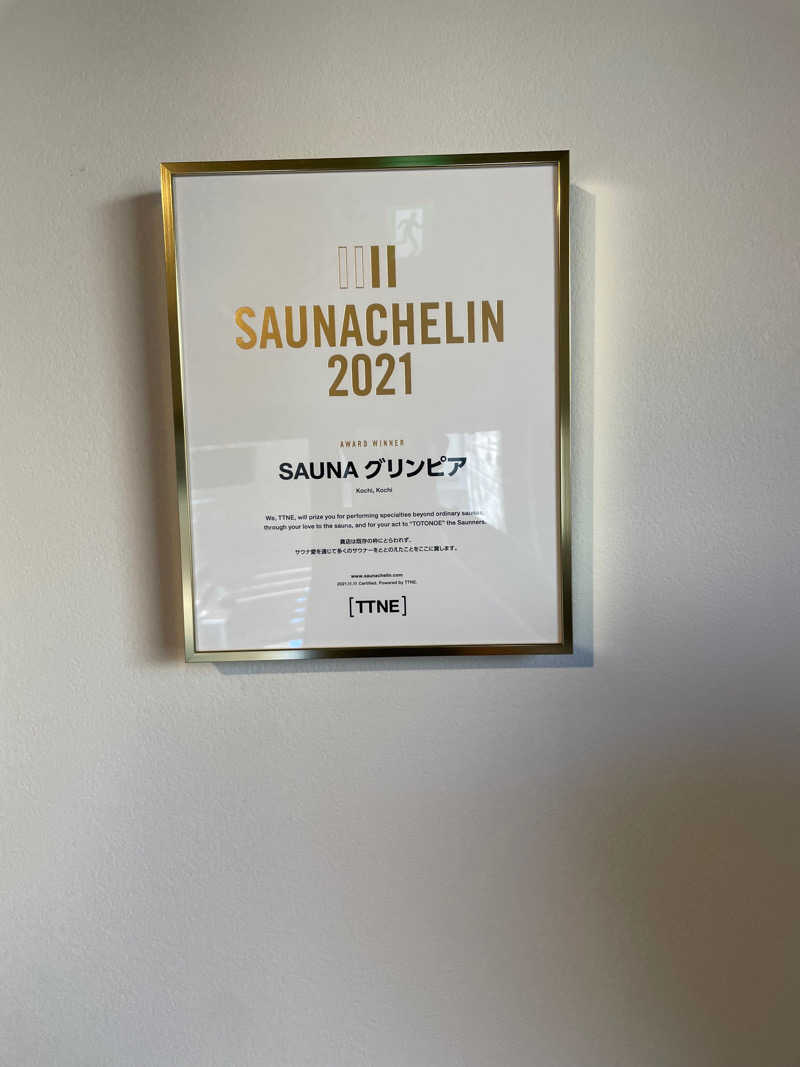 SAUNACHELIN
2021
AWARD WINNER
SAUNA グリンピア
Kochi, Kochi
We, TTNE, will prize you for performing specialties beyond ordinary saunas,
through your love to the sauna, and for your act to "TOTONOE" the Saunners.
貴店は既存の枠にとらわれず、
サウナ愛を通じて多くのサウナーをととのえたことをここに賞します。
www.saunachelin.com
2021.11.11 Certified. Powered by TTNE.
[TTNE]